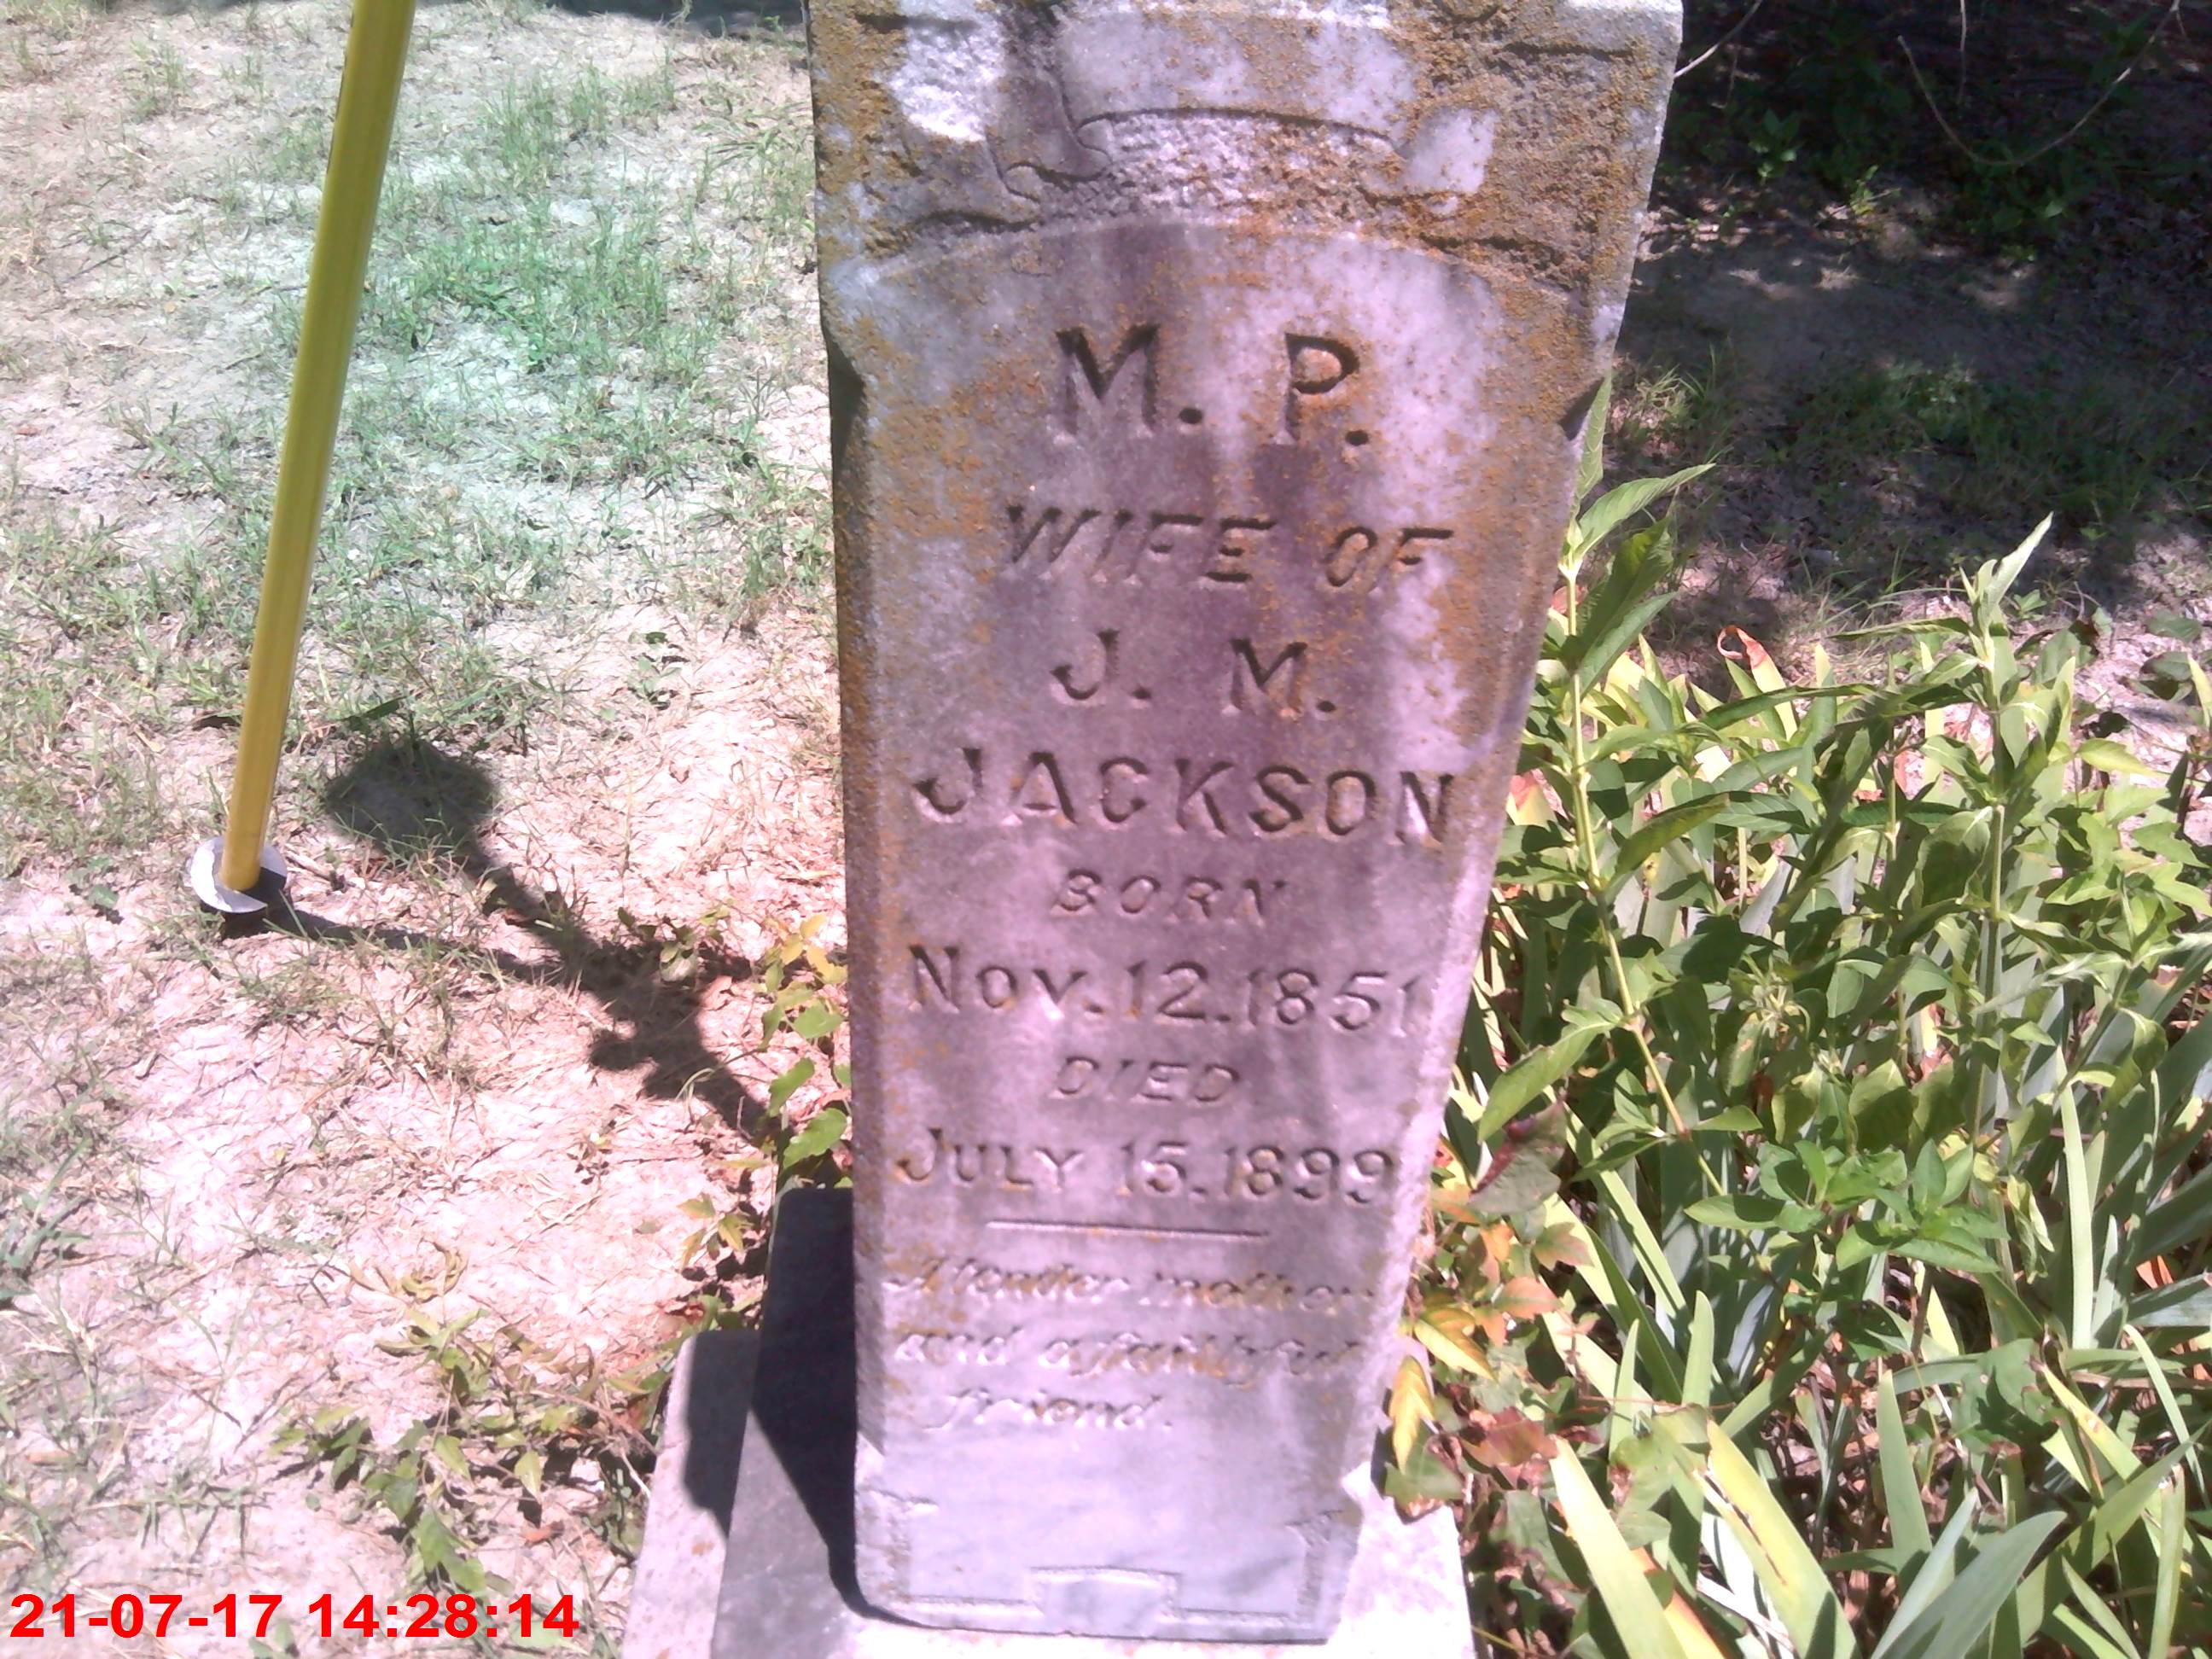 M. P.
WIFE OF
J. M.
JACKSON
BORN
Nov. 12. 1851
DIED
JULY 15. 1899
A tender mother
and a faithful
friend.
21-07-17 14:28:14